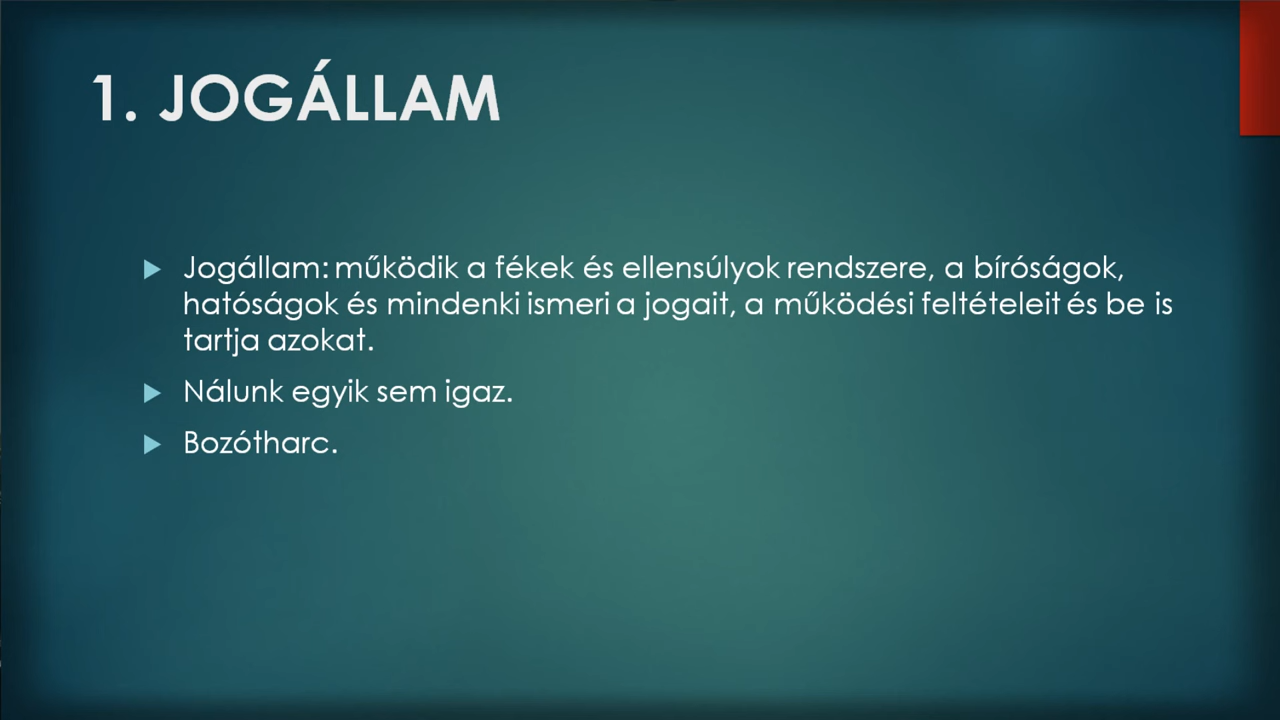 1. JOGÁLLAM
Jogállam: működik a fékek és ellensúlyok rendszere, a bíróságok,
hatóságok és mindenki ismeri a jogait, a működési feltételeit és be is
tartja azokat.
Nálunk egyik sem igaz.
Bozótharc.